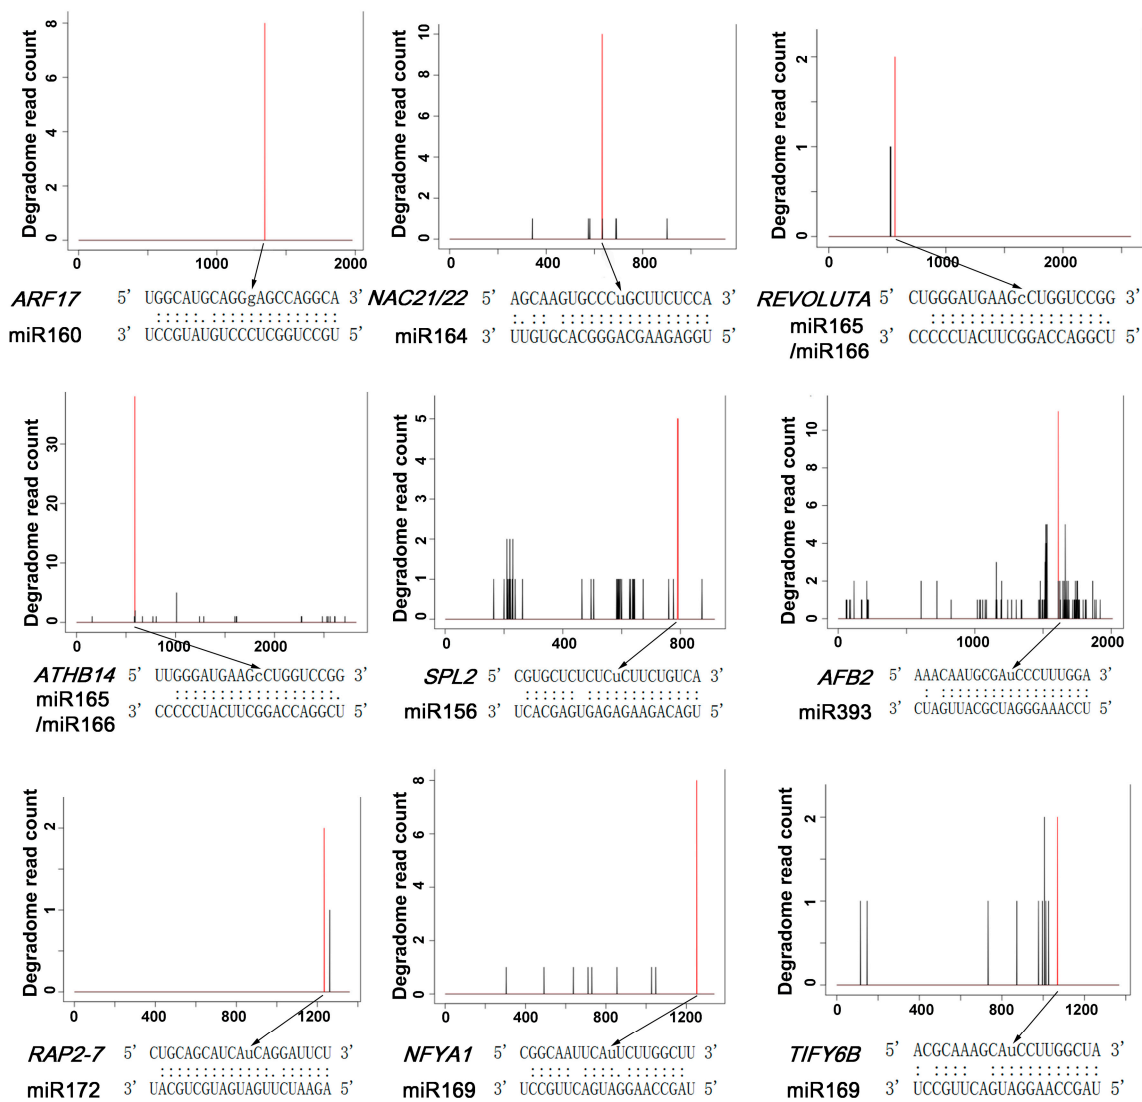 Degradome read count
8
6
4
2
0
0 1000 2000
ARF17 5’ UGGCAUGCAGGgAGCCAGGCA 3’
miR160 3’ UCCGUAUGUCCCUCGGUCCGU 5’
Degradome read count
10
8
6
4
2
0
0 400 800
NAC21/22 5’ AGCAAGUGCCCuGCUUCUCCA 3’
miR164 3’ UUGUGCACGGGACGAAGAGGU 5’
Degradome read count
2
1
0
0 1000 2000
REVOLUTA 5’ CUGGGAUGAAGcCUGGUCCGG 3’
miR165
/miR166 3’ CCCCCUACUUCGGACCAGGCU 5’
Degradome read count
30
20
10
0
0 1000 2000
ATHB14 5’ UUGGGAUGAAGcCUGGUCCGG 3’
miR165
/miR166 3’ CCCCCUACUUCGGACCAGGCU 5’
Degradome read count
5
4
3
2
1
0
0 400 800
SPL2 5’ CGUGCUCUCUCuCUUCUGUCA 3’
miR156 3’ UCACGAGUGAGAGAAGACAGU 5’
Degradome read count
10
8
6
4
2
0
0 1000 2000
AFB2 5’ AAACAAUGCGAuCCCUUUGGA 3’
miR393 3’ CUAGUUACGCUAGGGAAACCU 5’
Degradome read count
2
1
0
0 400 800 1200
RAP2-7 5’ CUGCAGCAUCAuCAGGAUUCU 3’
miR172 3’ UACGUCGUAGUAGUUCUAAGA 5’
Degradome read count
8
6
4
2
0
0 400 800 1200
NFYA1 5’ CGGCAAUUCAuUCUUGGCUU 3’
miR169 3’ UCCGUUCAGUAGGAACCGAU 5’
Degradome read count
2
1
0
0 400 800 1200
TIFY6B 5’ ACGCAAAGCAuCCUUGGCUA 3’
miR169 3’ UCCGUUCAGUAGGAACCGAU 5’